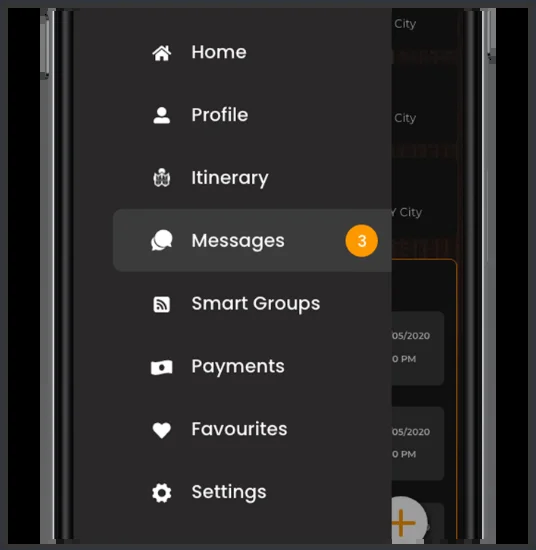 Home
City
Profile
City
Itinerary
City
Messages
3
Smart Groups
05/2020
0 PM
Payments
Favourites
05/2020
0 PM
Settings